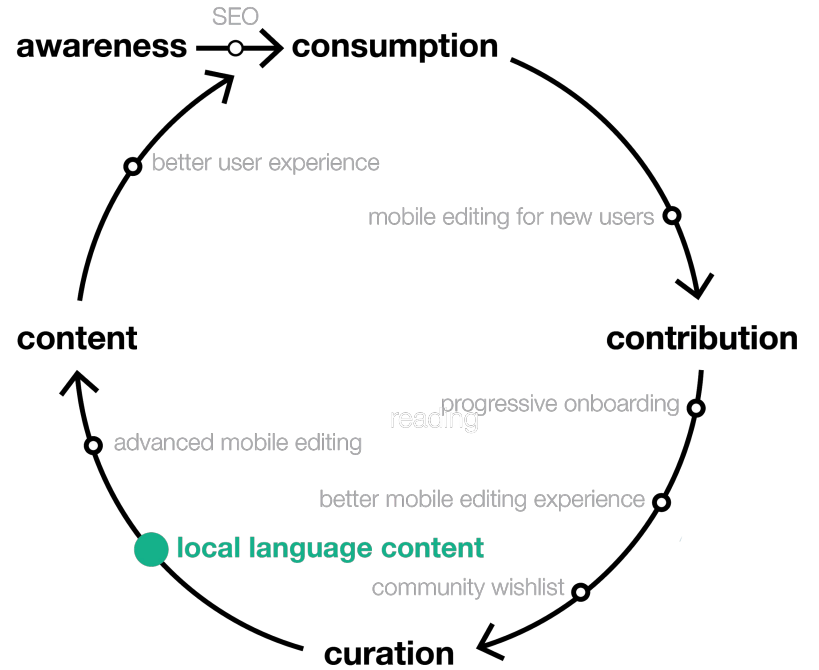 SEO
awareness consumption
better user experience
mobile editing for new users
content contribution
progressive onboarding
reading
advanced mobile editing
better mobile editing experience
local language content
community wishlist
curation